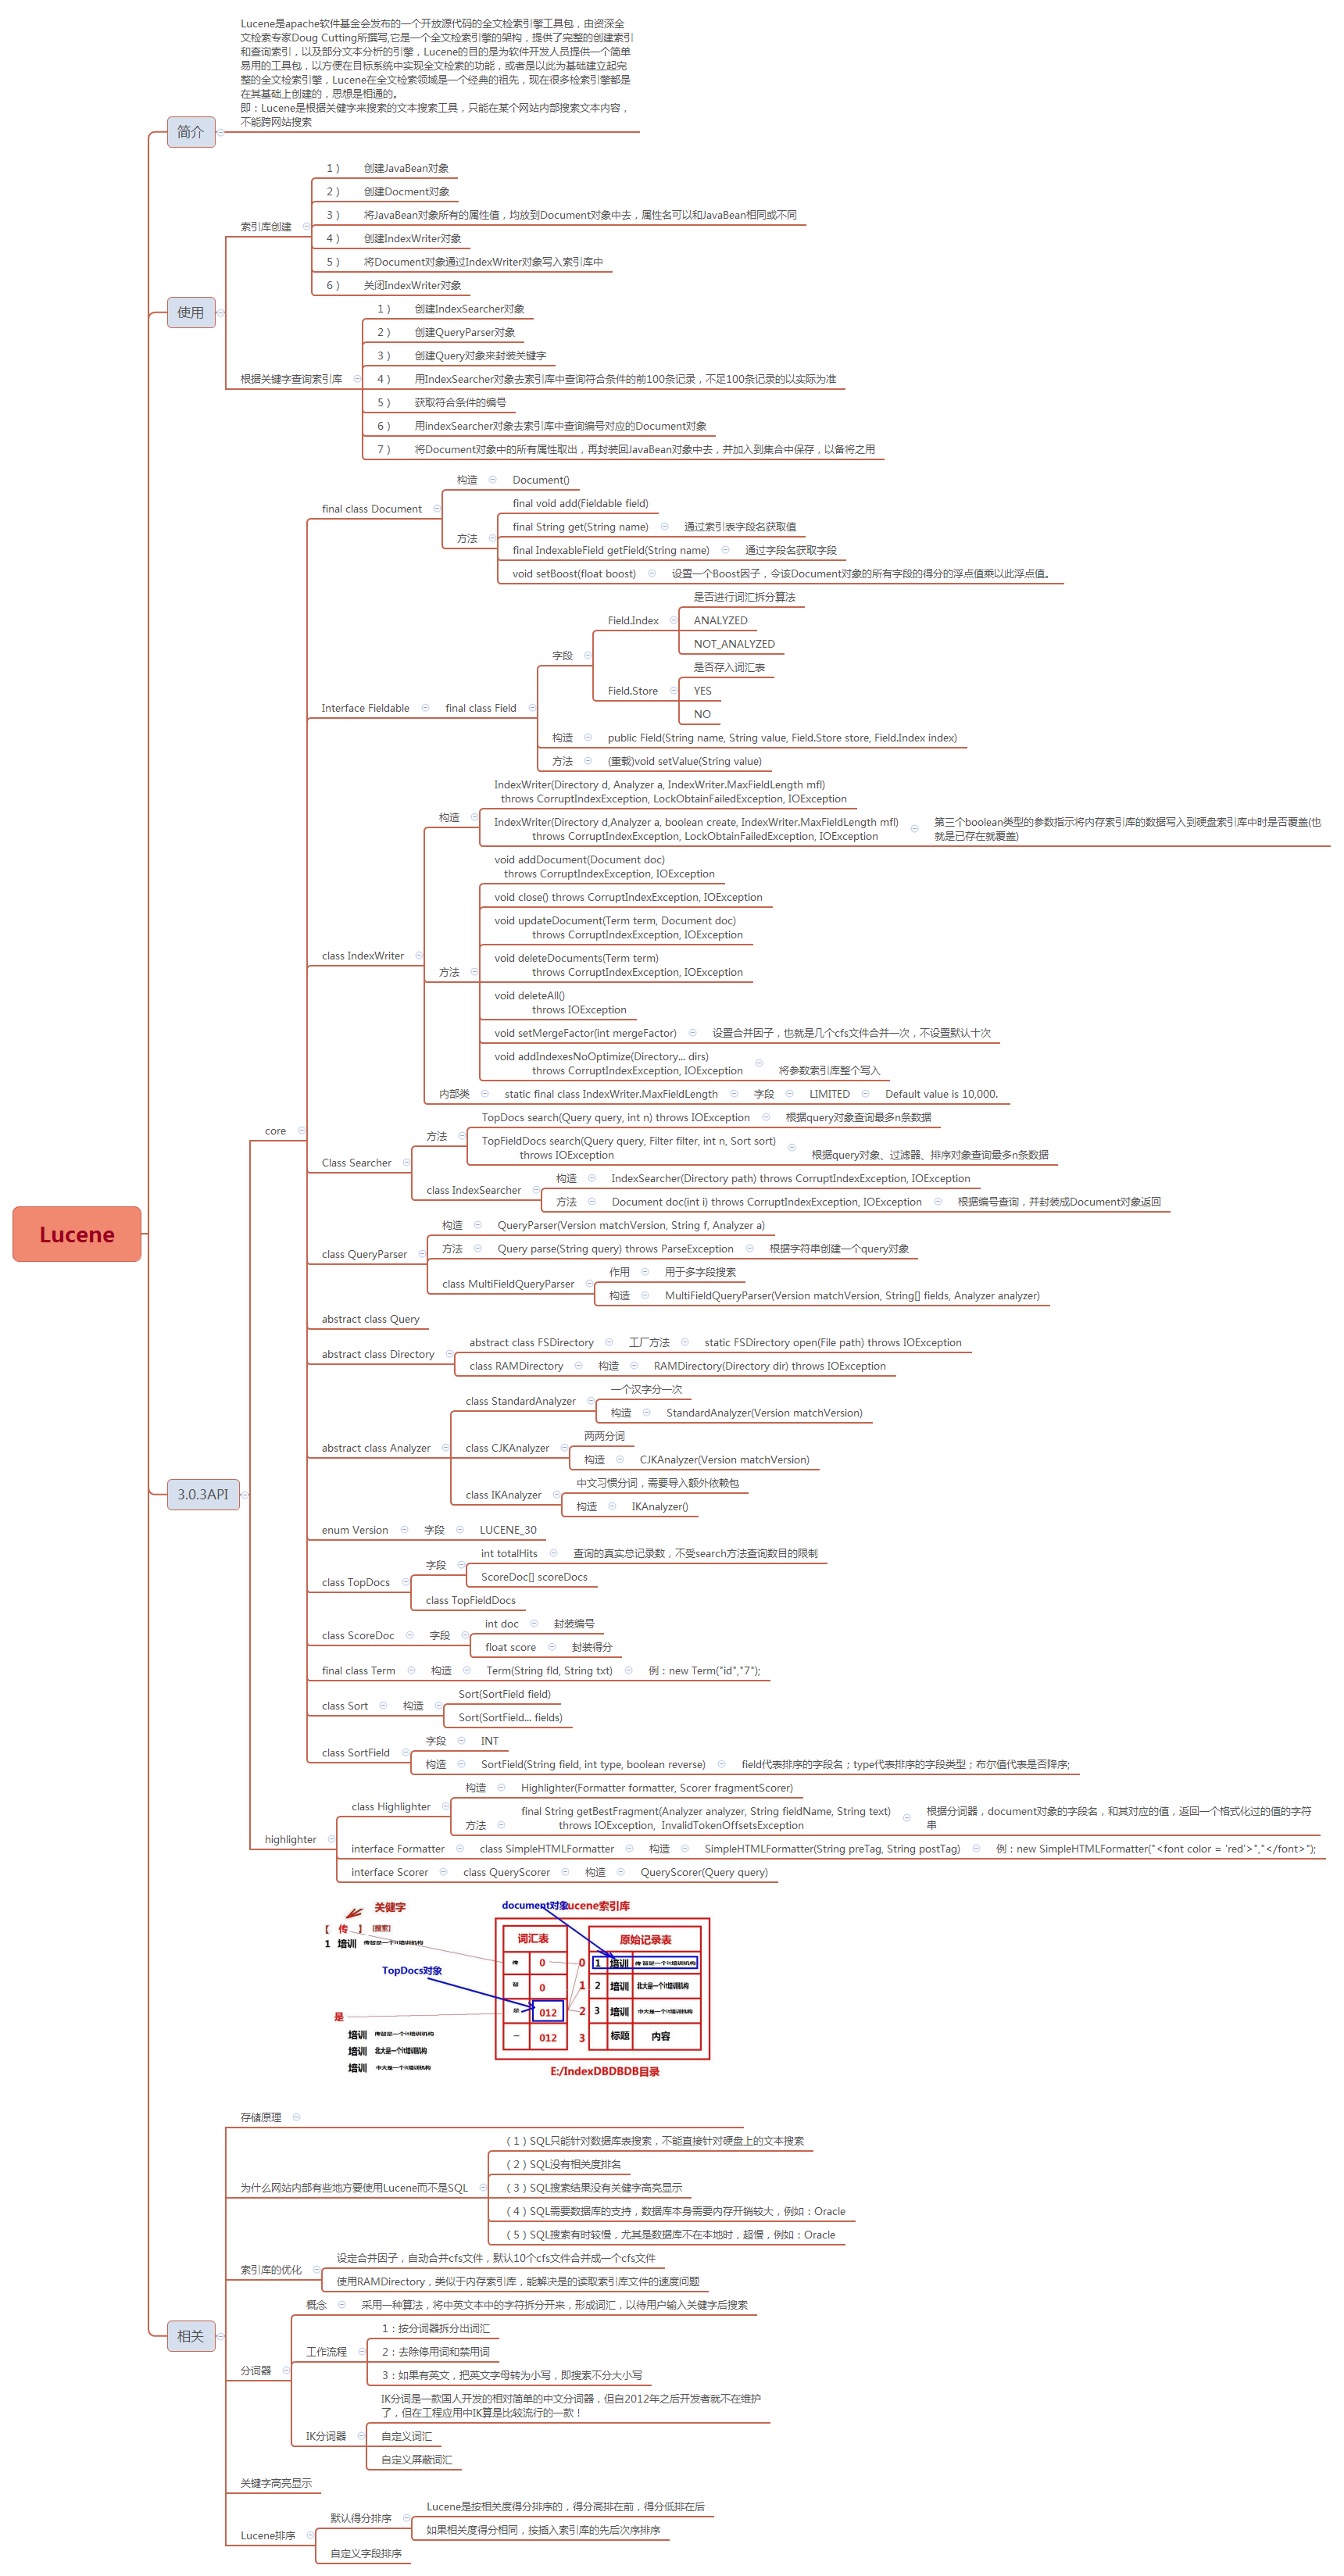 Lucene是apache软件基金会发布的一个开放源代码的全文检索引擎工具包，由资深全
文检索专家Doug Cutting所撰写,它是一个全文检索引擎的架构，提供了完整的创建索引
和查询索引，以及部分文本分析的引擎，Lucene的目的是为软件开发人员提供一个简单
易用的工具包，以方便在目标系统中实现全文检索的功能，或者是以此为基础建立起完
整的全文检索引擎，Lucene在全文检索领域是一个经典的祖先，现在很多检索引擎都是
在其基础上创建的，思想是相通的。
即：Lucene是根据关健字来搜索的文本搜索工具，只能在某个网站内部搜索文本内容，
不能跨网站搜索
简介
1） 创建JavaBean对象
2） 创建Docment对象
3） 将JavaBean对象所有的属性值，均放到Document对象中去，属性名可以和JavaBean相同或不同
索引库创建
4） 创建IndexWriter对象
5） 将Document对象通过IndexWriter对象写入索引库中
6） 关闭IndexWriter对象
使用
1） 创建IndexSearcher对象
2） 创建QueryParser对象
3） 创建Query对象来封装关键字
根据关键字查询索引库
4） 用IndexSearcher对象去索引库中查询符合条件的前100条记录，不足100条记录的以实际为准
5） 获取符合条件的编号
6） 用indexSearcher对象去索引库中查询编号对应的Document对象
7） 将Document对象中的所有属性取出，再封装回JavaBean对象中去，并加入到集合中保存，以备将之用
构造 Document()
final class Document
final void add(Fieldable field)
final String get(String name) 通过索引表字段名获取值
方法
final IndexableField getField(String name) 通过字段名获取字段
void setBoost(float boost) 设置一个Boost因子，令该Document对象的所有字段的得分的浮点值乘以此浮点值。
是否进行词汇拆分算法
Field.Index ANALYZED
NOT_ANALYZED
字段
是否存入词汇表
Field.Store YES
NO
Interface Fieldable final class Field
构造 public Field(String name, String value, Field.Store store, Field.Index index)
方法 (重载)void setValue(String value)
IndexWriter(Directory d, Analyzer a, IndexWriter.MaxFieldLength mfl)
throws CorruptIndexException, LockObtainFailedException, IOException
构造
IndexWriter(Directory d,Analyzer a, boolean create, IndexWriter.MaxFieldLength mfl)
throws CorruptIndexException, LockObtainFailedException, IOException
第三个boolean类型的参数指示将内存索引库的数据写入到硬盘索引库中时是否覆盖(也
就是已存在就覆盖)
void addDocument(Document doc)
throws CorruptIndexException, IOException
void close() throws CorruptIndexException, IOException
void updateDocument(Term term, Document doc)
throws CorruptIndexException, IOException
class IndexWriter
void deleteDocuments(Term term)
throws CorruptIndexException, IOException
方法
void deleteAll()
throws IOException
void setMergeFactor(int mergeFactor) 设置合并因子，也就是几个cfs文件合并一次，不设置默认十次
void addIndexesNoOptimize(Directory... dirs)
throws CorruptIndexException, IOException 将参数索引库整个写入
内部类 static final class IndexWriter.MaxFieldLength 字段 LIMITED Default value is 10,000.
core
TopDocs search(Query query, int n) throws IOException 根据query对象查询最多n条数据
方法
TopFieldDocs search(Query query, Filter filter, int n, Sort sort)
throws IOException 根据query对象、过滤器、排序对象查询最多n条数据
Class Searcher
构造 IndexSearcher(Directory path) throws CorruptIndexException, IOException
class IndexSearcher
方法 Document doc(int i) throws CorruptIndexException, IOException 根据编号查询，并封装成Document对象返回
构造 QueryParser(Version matchVersion, String f, Analyzer a)
方法 Query parse(String query) throws ParseException 根据字符串创建一个query对象
class QueryParser
作用 用于多字段搜索
class MultiFieldQueryParser
构造 MultiFieldQueryParser(Version matchVersion, String[] fields, Analyzer analyzer)
Lucene
abstract class Query
abstract class FSDirectory 工厂方法 static FSDirectory open(File path) throws IOException
abstract class Directory
class RAMDirectory 构造 RAMDirectory(Directory dir) throws IOException
一个汉字分一次
class StandardAnalyzer
构造 StandardAnalyzer(Version matchVersion)
两两分词
abstract class Analyzer class CJKAnalyzer
构造 CJKAnalyzer(Version matchVersion)
中文习惯分词，需要导入额外依赖包
class IKAnalyzer
构造 IKAnalyzer()
3.0.3API
enum Version 字段 LUCENE_30
int totalHits 查询的真实总记录数，不受search方法查询数目的限制
字段
ScoreDoc[] scoreDocs
class TopDocs
class TopFieldDocs
int doc 封装编号
class ScoreDoc 字段
float score 封装得分
final class Term 构造 Term(String fld, String txt) 例：new Term("id","7");
Sort(SortField field)
class Sort 构造
Sort(SortField... fields)
字段 INT
class SortField
构造 SortField(String field, int type, boolean reverse) field代表排序的字段名；type代表排序的字段类型；布尔值代表是否降序;
构造 Highlighter(Formatter formatter, Scorer fragmentScorer)
class Highlighter
方法
final String getBestFragment(Analyzer analyzer, String fieldName, String text)
throws IOException, InvalidTokenOffsetsException
根据分词器，document对象的字段名，和其对应的值，返回一个格式化过的值的字符
串
highlighter
interface Formatter class SimpleHTMLFormatter 构造 SimpleHTMLFormatter(String preTag, String postTag) 例：new SimpleHTMLFormatter("<font color = 'red'>","</font>");
interface Scorer class QueryScorer 构造 QueryScorer(Query query)
关健字
document对象 Lucene索引库
【 传 】 [搜索]
1 培训 传智是一个it培训机构
词汇表 原始记录表
传 0 0 1 培训 传智是一个it培训机构
TopDocs对象
智 0 1 2 培训 北大是一个it培训机构
是 012 2 3 培训 中大是一个it培训机构
是
一 012 3 标题 内容
培训 传智是一个it培训机构
培训 北大是一个it培训机构
培训 中大是一个it培训机构
E:/IndexDBDBDB目录
存储原理
（1）SQL只能针对数据库表搜索，不能直接针对硬盘上的文本搜索
（2）SQL没有相关度排名
为什么网站内部有些地方要使用Lucene而不是SQL
（3）SQL搜索结果没有关健字高亮显示
（4）SQL需要数据库的支持，数据库本身需要内存开销较大，例如：Oracle
（5）SQL搜索有时较慢，尤其是数据库不在本地时，超慢，例如：Oracle
设定合并因子，自动合并cfs文件，默认10个cfs文件合并成一个cfs文件
索引库的优化
使用RAMDirectory，类似于内存索引库，能解决是的读取索引库文件的速度问题
概念 采用一种算法，将中英文本中的字符拆分开来，形成词汇，以待用户输入关健字后搜索
相关
1：按分词器拆分出词汇
工作流程 2：去除停用词和禁用词
3：如果有英文，把英文字母转为小写，即搜索不分大小写
分词器
IK分词是一款国人开发的相对简单的中文分词器，但自2012年之后开发者就不在维护
了，但在工程应用中IK算是比较流行的一款！
IK分词器 自定义词汇
自定义屏蔽词汇
关键字高亮显示
Lucene是按相关度得分排序的，得分高排在前，得分低排在后
默认得分排序
如果相关度得分相同，按插入索引库的先后次序排序
Lucene排序
自定义字段排序